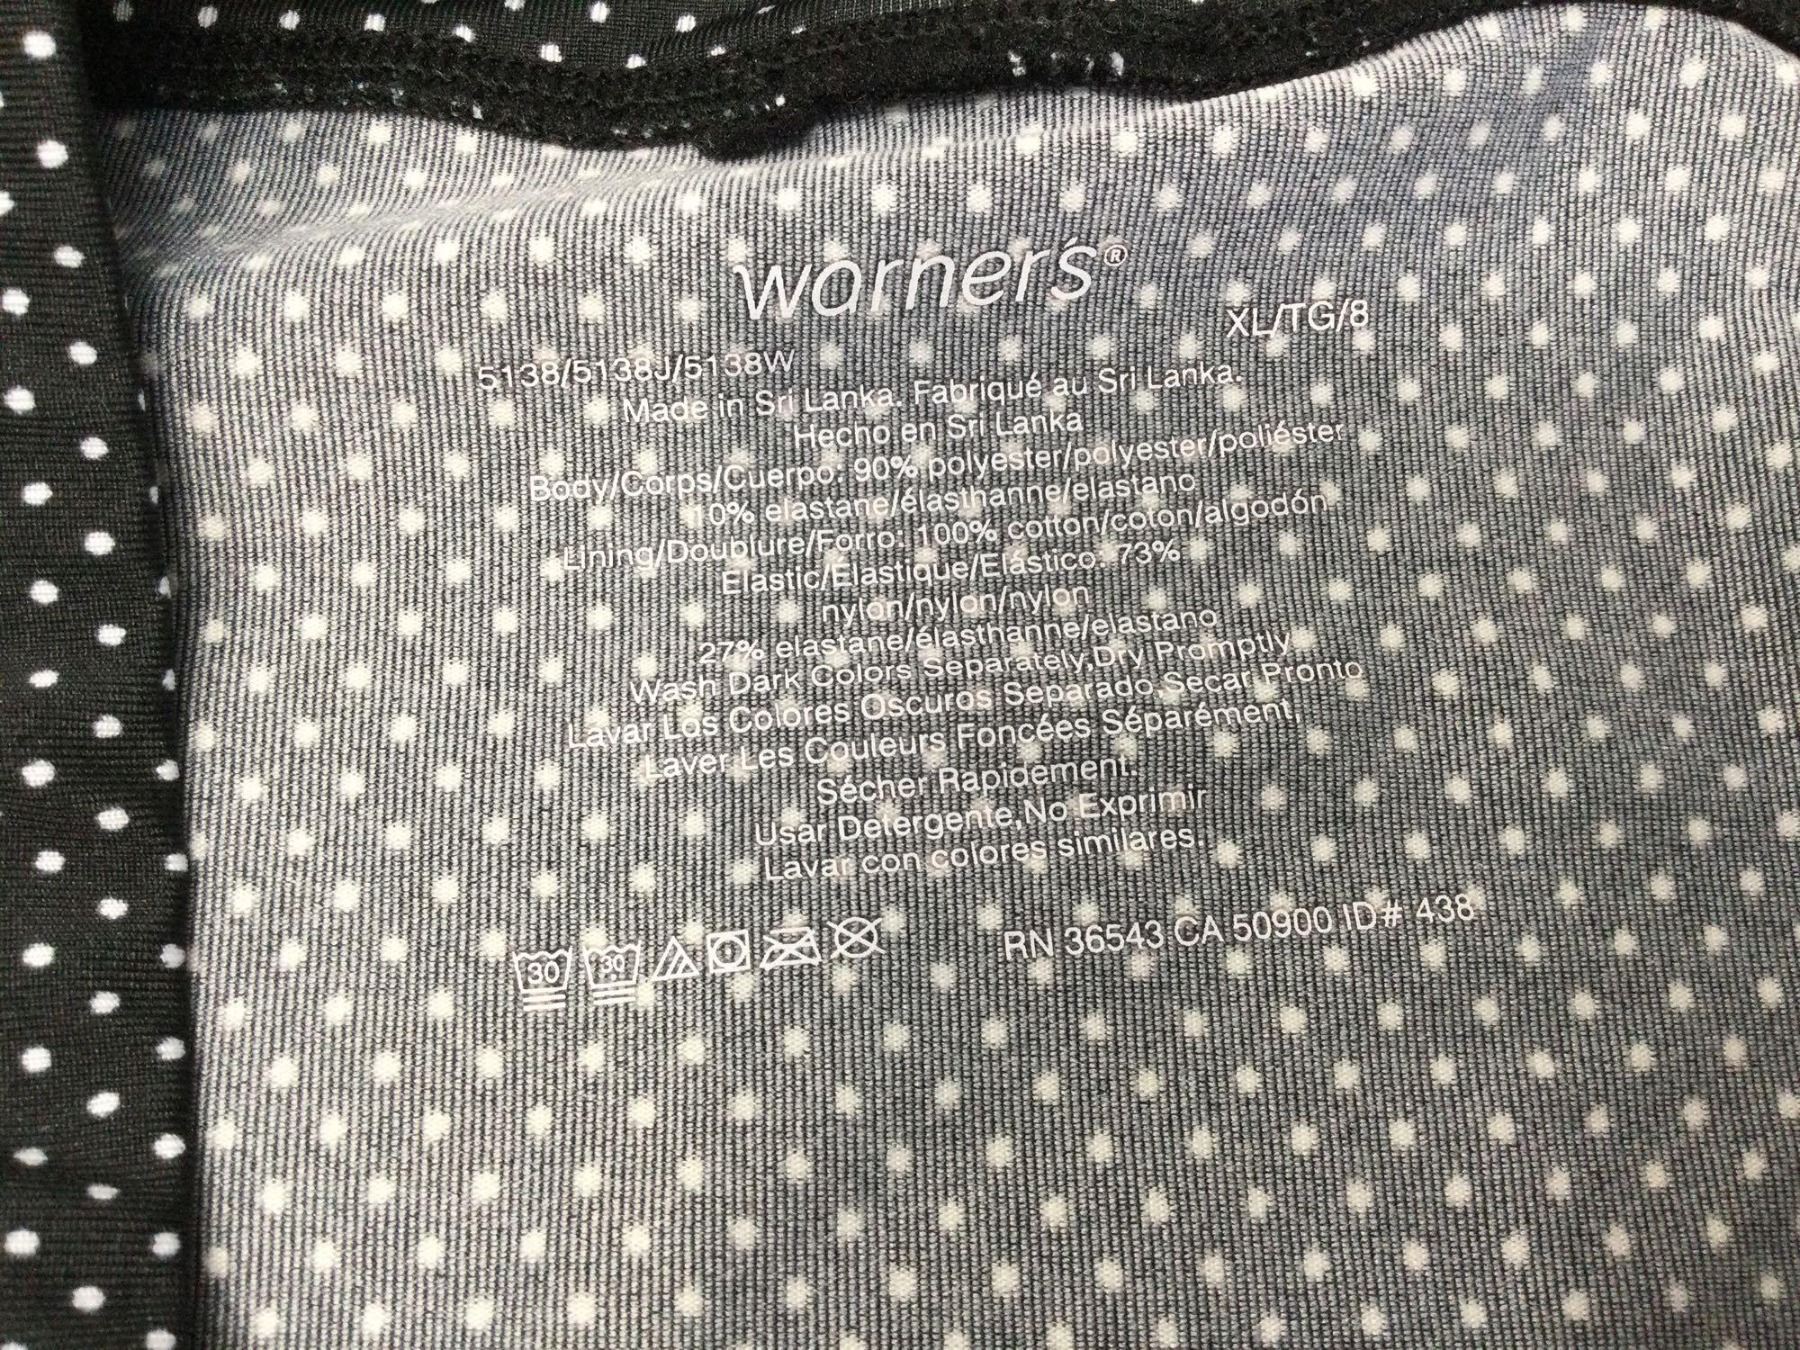 warner's®
XL/TG/8
5138/5138J/5138W
Made in Sri Lanka. Fabriqué au Sri Lanka.
Hecho en Sri Lanka
Body/Corps/Cuerpo: 90% polyester/polyester/poliéster
10% elastane/élasthanne/elastano
Lining/Doublure/Forro: 100% cotton/coton/algodón
Elastic/Élastique/Elástico: 73%
nylon/nylon/nylon
27% elastane/élasthanne/elastano
Wash Dark Colors Separately,Dry Promptly
Lavar Los Colores Oscuros Separado,Secar Pronto
Laver Les Couleurs Foncées Séparément,
Sécher Rapidement.
Usar Detergente,No Exprimir
Lavar con colores similares.
30 30
RN 36543 CA 50900 ID# 438